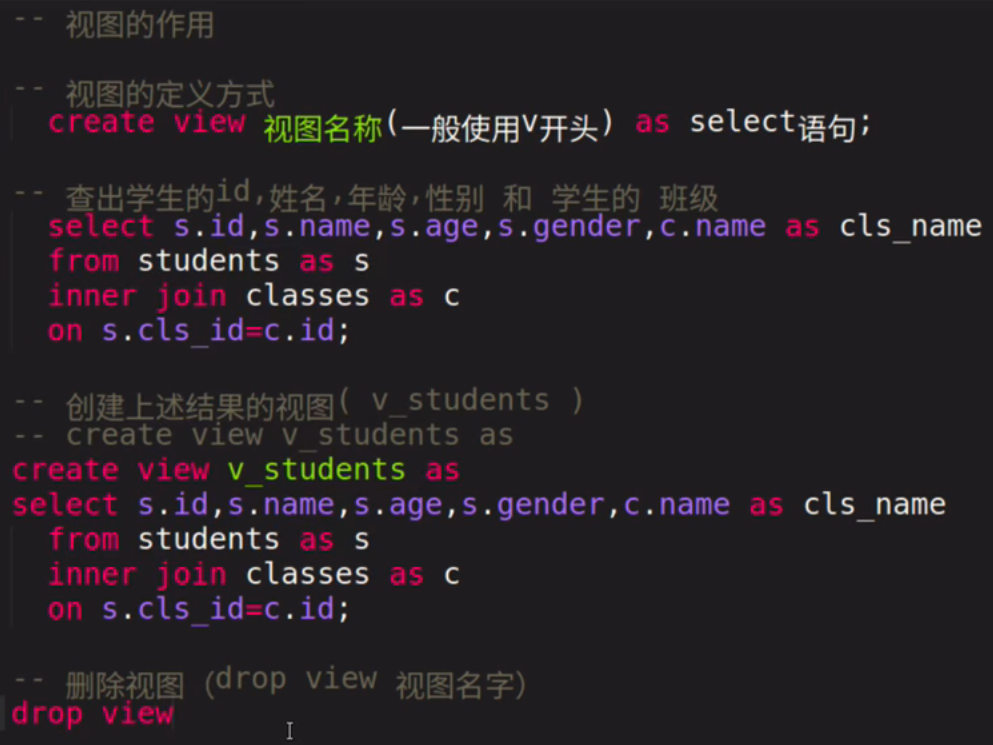 -- 视图的作用
-- 视图的定义方式
create view 视图名称(一般使用v开头) as select语句;
-- 查出学生的id,姓名,年龄,性别 和 学生的 班级
select s.id,s.name,s.age,s.gender,c.name as cls_name
from students as s
inner join classes as c
on s.cls_id=c.id;
-- 创建上述结果的视图( v_students )
-- create view v_students as
create view v_students as
select s.id,s.name,s.age,s.gender,c.name as cls_name
from students as s
inner join classes as c
on s.cls_id=c.id;
-- 删除视图（drop view 视图名字）
drop view